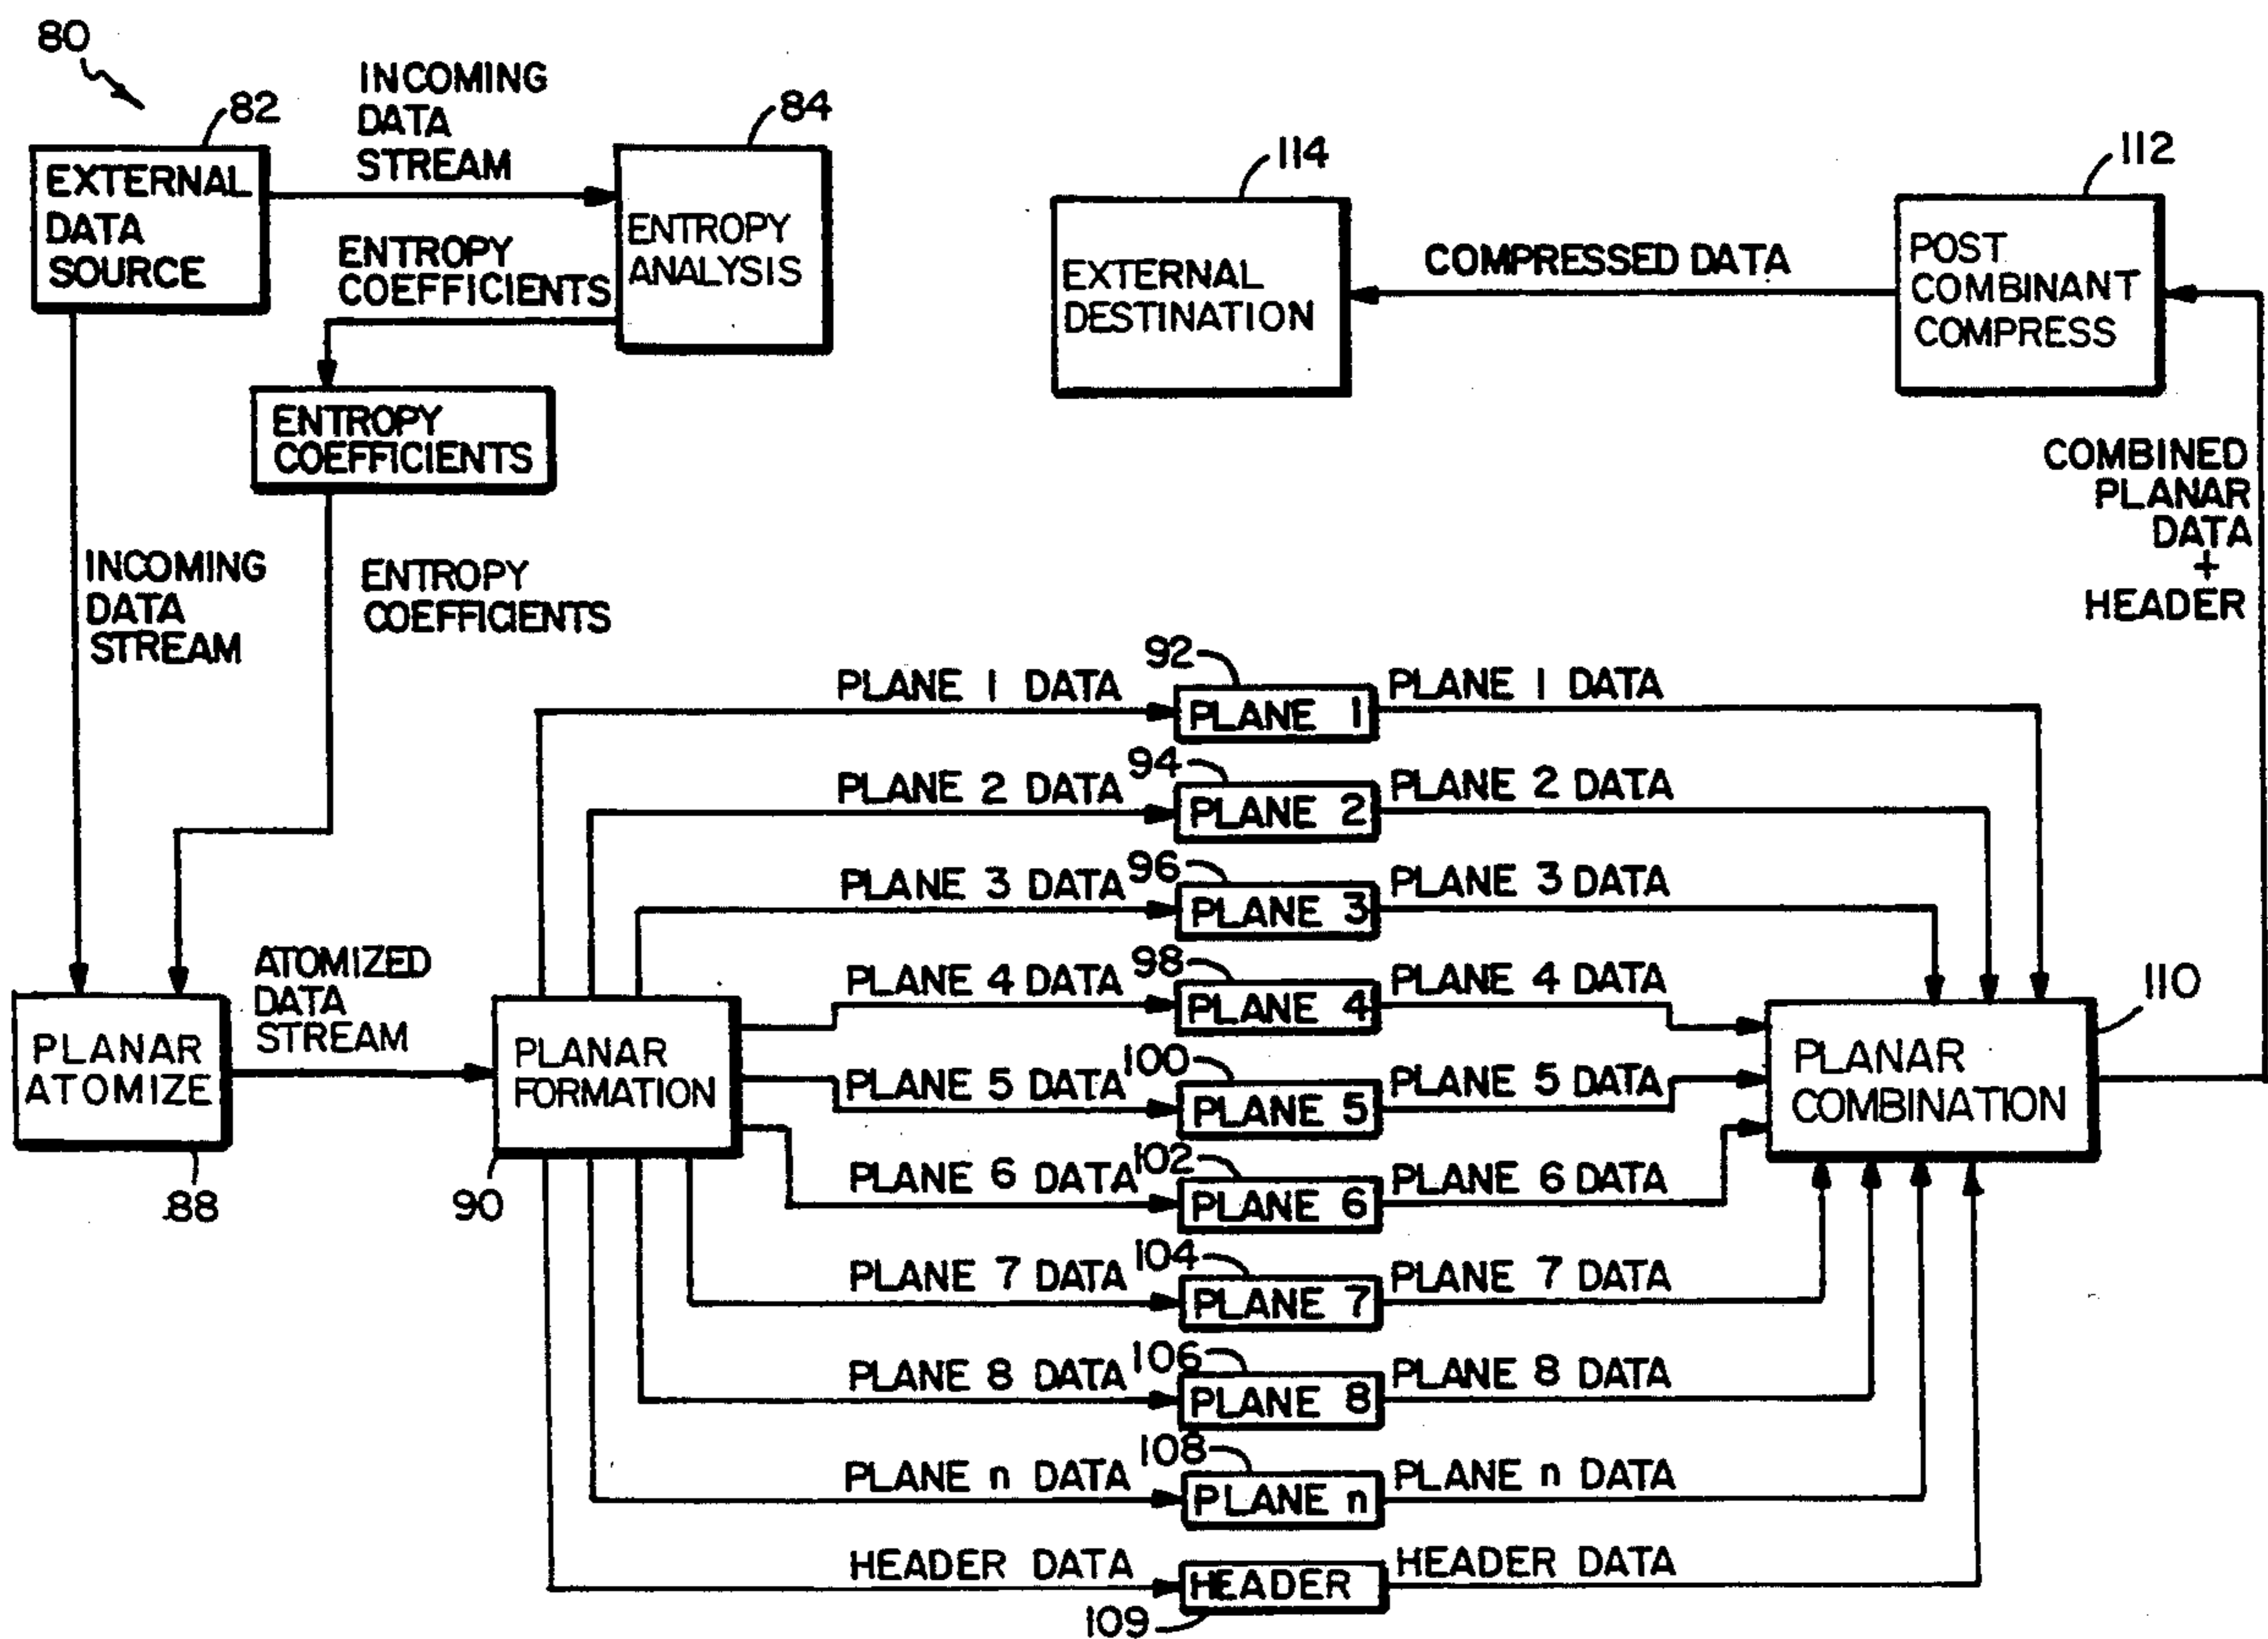 80
82
INCOMING
DATA
STREAM
84
EXTERNAL
DATA
SOURCE
ENTROPY
ANALYSIS
ENTROPY
COEFFICIENTS
114
EXTERNAL
DESTINATION
COMPRESSED DATA
112
POST
COMBINANT
COMPRESS
ENTROPY
COEFFICIENTS
COMBINED
PLANAR
DATA
+
HEADER
INCOMING
DATA
STREAM
ENTROPY
COEFFICIENTS
PLANE 1 DATA
92
PLANE 1
PLANE 1 DATA
PLANE 2 DATA
94
PLANE 2
PLANE 2 DATA
PLANE 3 DATA
96
PLANE 3
PLANE 3 DATA
PLANE 4 DATA
98
PLANE 4
PLANE 4 DATA
PLANAR
ATOMIZE
88
ATOMIZED
DATA
STREAM
PLANAR
FORMATION
90
PLANE 5 DATA
100
PLANE 5
PLANE 5 DATA
PLANAR
COMBINATION
110
PLANE 6 DATA
102
PLANE 6
PLANE 6 DATA
PLANE 7 DATA
104
PLANE 7
PLANE 7 DATA
PLANE 8 DATA
106
PLANE 8
PLANE 8 DATA
PLANE n DATA
108
PLANE n
PLANE n DATA
HEADER DATA
HEADER
109
HEADER DATA